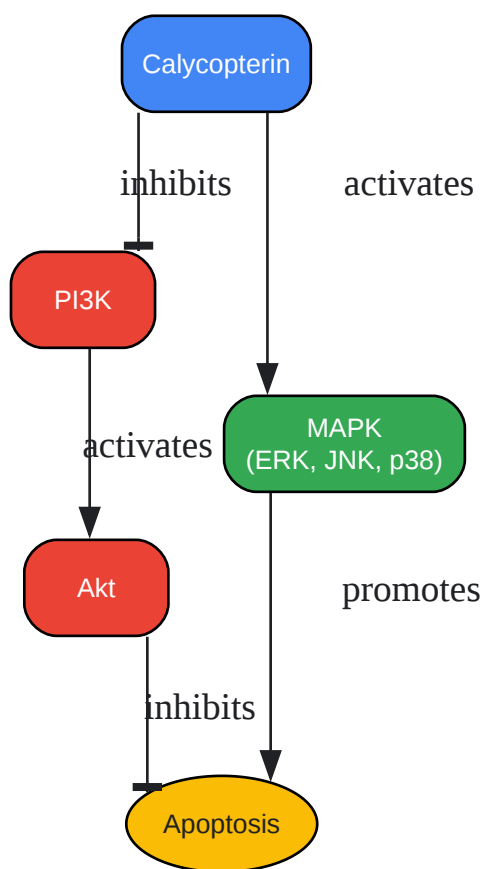 Calycopterin
inhibits
activates
PI3K
MAPK
(ERK, JNK, p38)
activates
Akt
promotes
inhibits
Apoptosis